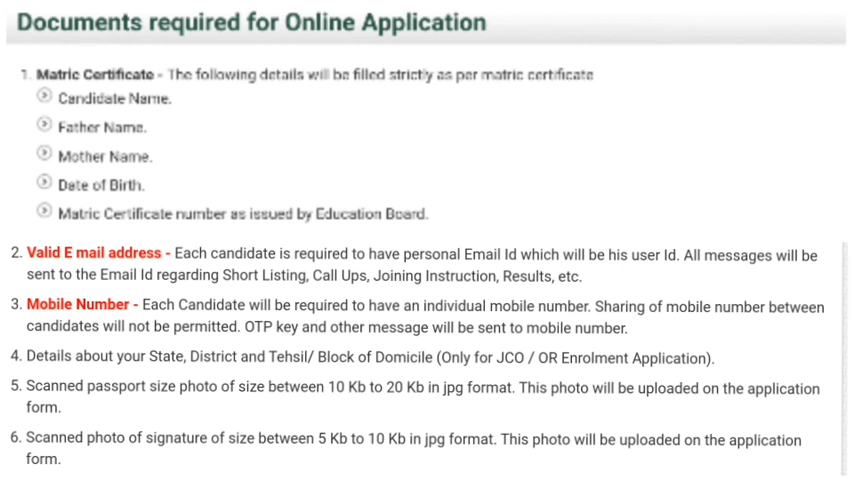 Documents required for Online Application
1. Matric Certificate - The following details will be filled strictly as per matric certificate
Candidate Name.
Father Name.
Mother Name.
Date of Birth.
Matric Certificate number as issued by Education Board.
2. Valid E mail address - Each candidate is required to have personal Email Id which will be his user Id. All messages will be
sent to the Email Id regarding Short Listing, Call Ups, Joining Instruction, Results, etc.
3. Mobile Number - Each Candidate will be required to have an individual mobile number. Sharing of mobile number between
candidates will not be permitted. OTP key and other message will be sent to mobile number.
4. Details about your State, District and Tehsil/ Block of Domicile (Only for JCO / OR Enrolment Application).
5. Scanned passport size photo of size between 10 Kb to 20 Kb in jpg format. This photo will be uploaded on the application
form.
6. Scanned photo of signature of size between 5 Kb to 10 Kb in jpg format. This photo will be uploaded on the application
form.